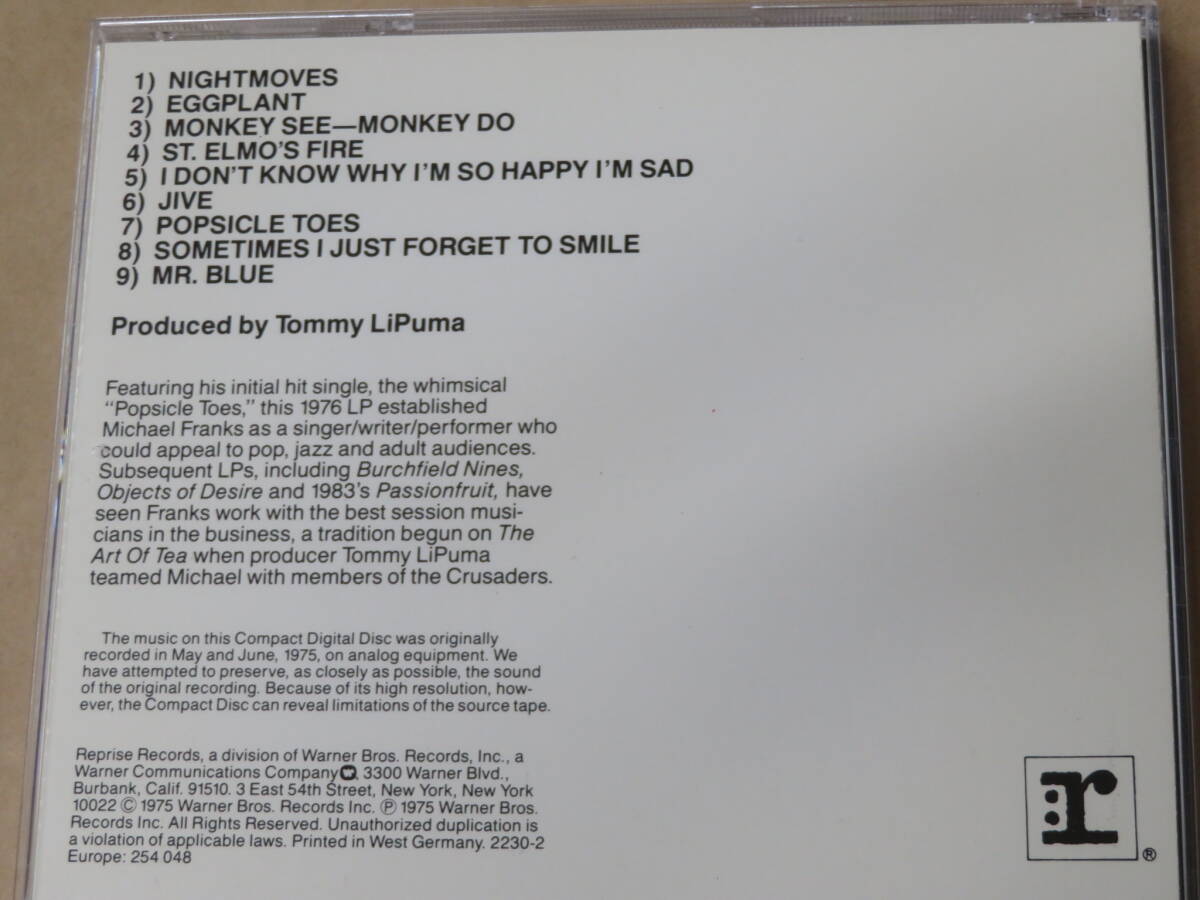 1) NIGHTMOVES
2) EGGPLANT
3) MONKEY SEE—MONKEY DO
4) ST. ELMO'S FIRE
5) I DON'T KNOW WHY I'M SO HAPPY I'M SAD
6) JIVE
7) POPSICLE TOES
8) SOMETIMES I JUST FORGET TO SMILE
9) MR. BLUE
Produced by Tommy LiPuma
Featuring his initial hit single, the whimsical
"Popsicle Toes," this 1976 LP established
Michael Franks as a singer/writer/performer who
could appeal to pop, jazz and adult audiences.
Subsequent LPs, including Burchfield Nines,
Objects of Desire and 1983's Passionfruit, have
seen Franks work with the best session musi-
cians in the business, a tradition begun on The
Art Of Tea when producer Tommy LiPuma
teamed Michael with members of the Crusaders.
The music on this Compact Digital Disc was originally
recorded in May and June, 1975, on analog equipment. We
have attempted to preserve, as closely as possible, the sound
of the original recording. Because of its high resolution, how-
ever, the Compact Disc can reveal limitations of the source tape.
Reprise Records, a division of Warner Bros. Records, Inc., a
Warner Communications Company, 3300 Warner Blvd.,
Burbank, Calif. 91510. 3 East 54th Street, New York, New York
10022 © 1975 Warner Bros. Records Inc. ℗ 1975 Warner Bros.
Records Inc. All Rights Reserved. Unauthorized duplication is
a violation of applicable laws. Printed in West Germany. 2230-2
Europe: 254 048
:r ®